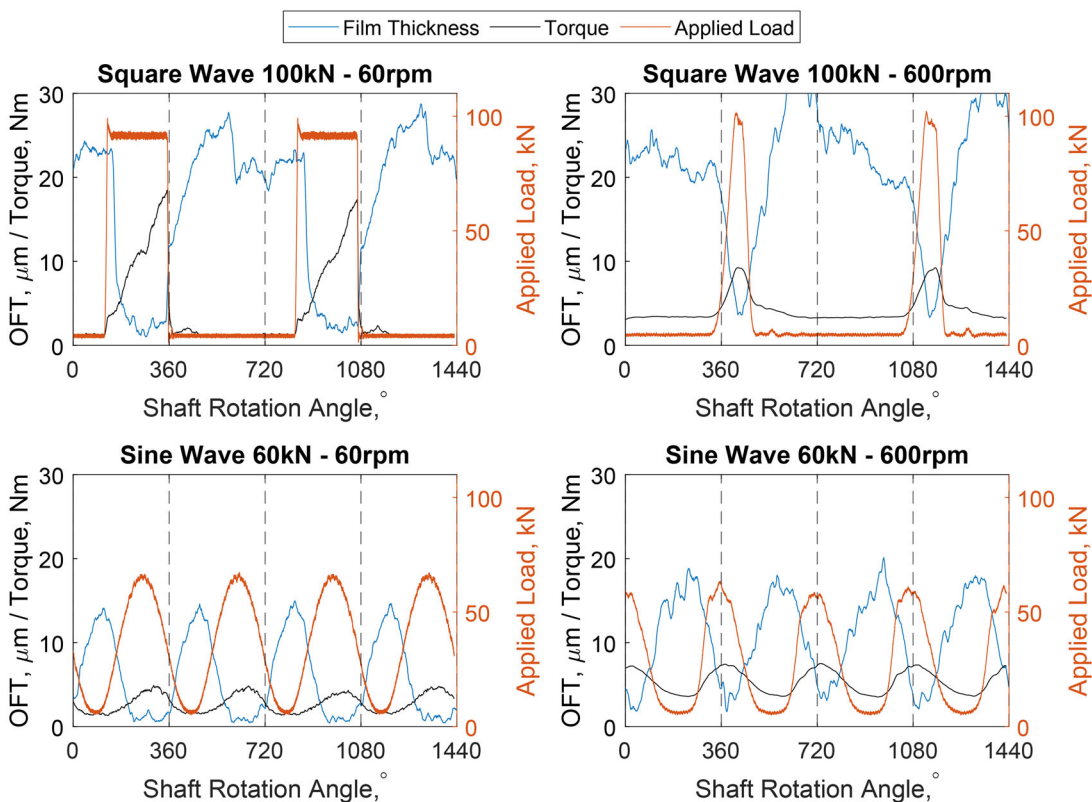 Film Thickness Torque Applied Load
Square Wave 100kN - 60rpm
30
20
10
0
OFT, μm / Torque, Nm
100
50
0
Applied Load, kN
0 360 720 1080 1440
Shaft Rotation Angle,°
Square Wave 100kN - 600rpm
30
20
10
0
OFT, μm / Torque, Nm
100
50
0
Applied Load, kN
0 360 720 1080 1440
Shaft Rotation Angle,°
Sine Wave 60kN - 60rpm
30
20
10
0
OFT, μm / Torque, Nm
100
50
0
Applied Load, kN
0 360 720 1080 1440
Shaft Rotation Angle,°
Sine Wave 60kN - 600rpm
30
20
10
0
OFT, μm / Torque, Nm
100
50
0
Applied Load, kN
0 360 720 1080 1440
Shaft Rotation Angle,°